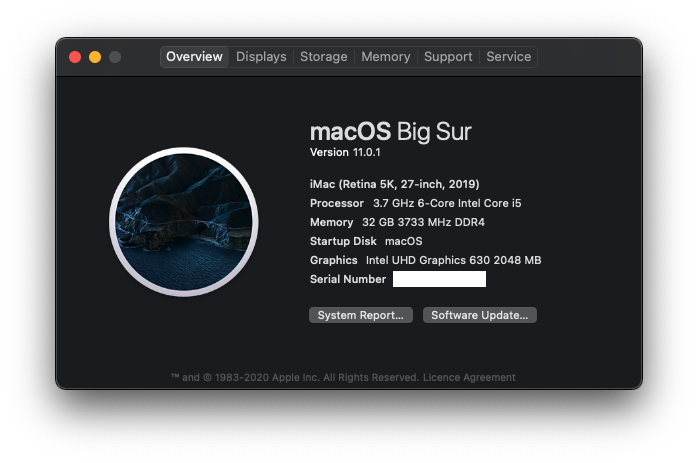 Overview Displays Storage Memory Support Service
macOS Big Sur
Version 11.0.1
iMac (Retina 5K, 27-inch, 2019)
Processor 3.7 GHz 6-Core Intel Core i5
Memory 32 GB 3733 MHz DDR4
Startup Disk macOS
Graphics Intel UHD Graphics 630 2048 MB
Serial Number
System Report... Software Update...
™ and © 1983-2020 Apple Inc. All Rights Reserved. Licence Agreement